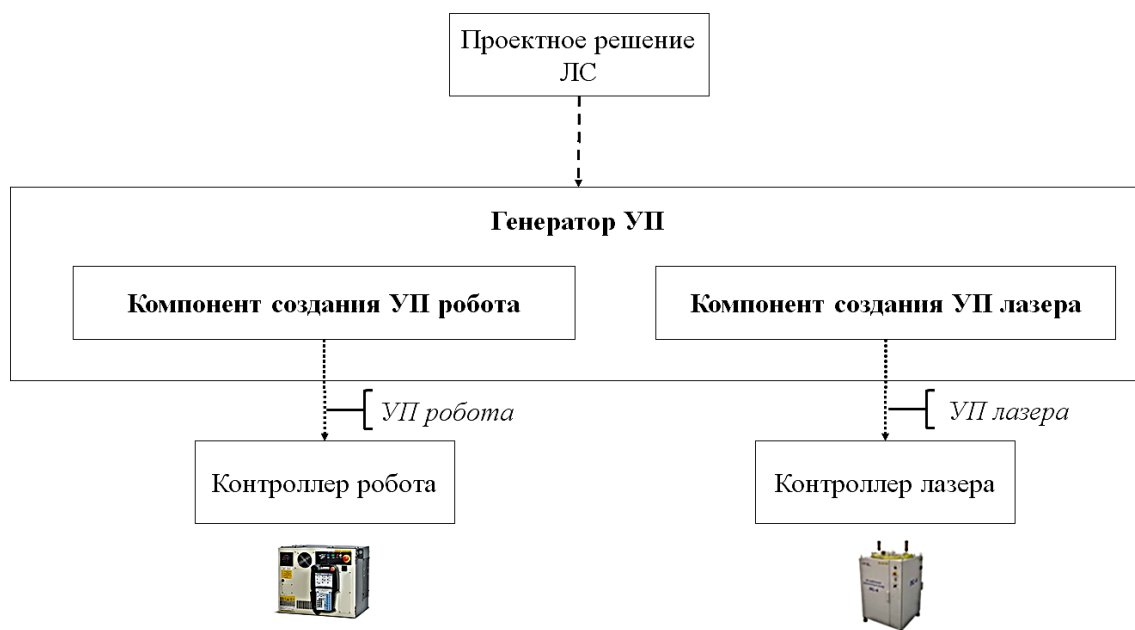 Проектное решение
ЛС
Генератор УП
Компонент создания УП робота
Компонент создания УП лазера
УП робота
УП лазера
Контроллер робота
Контроллер лазера